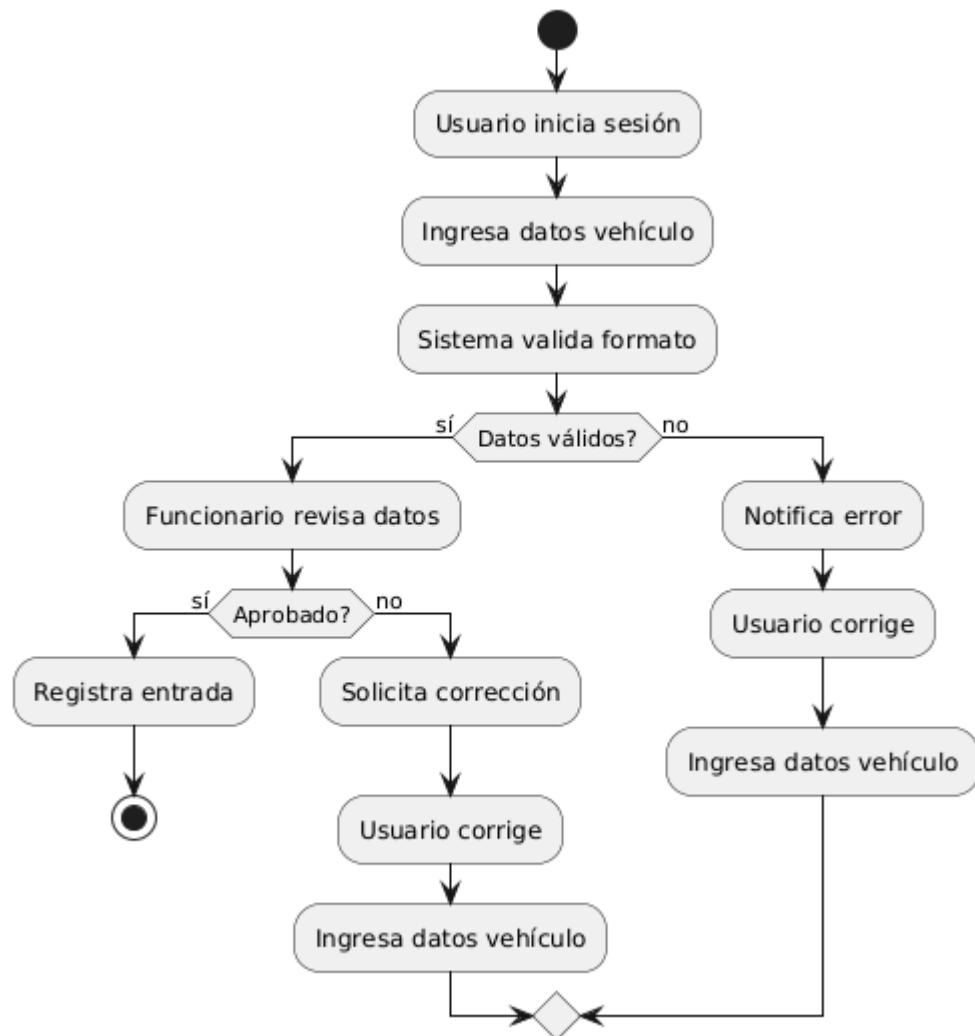 Usuario inicia sesión
Ingresa datos vehículo
Sistema valida formato
sí
Datos válidos?
no
Funcionario revisa datos
Notifica error
sí
Aprobado?
no
Usuario corrige
Registra entrada
Solicita corrección
Ingresa datos vehículo
Usuario corrige
Ingresa datos vehículo